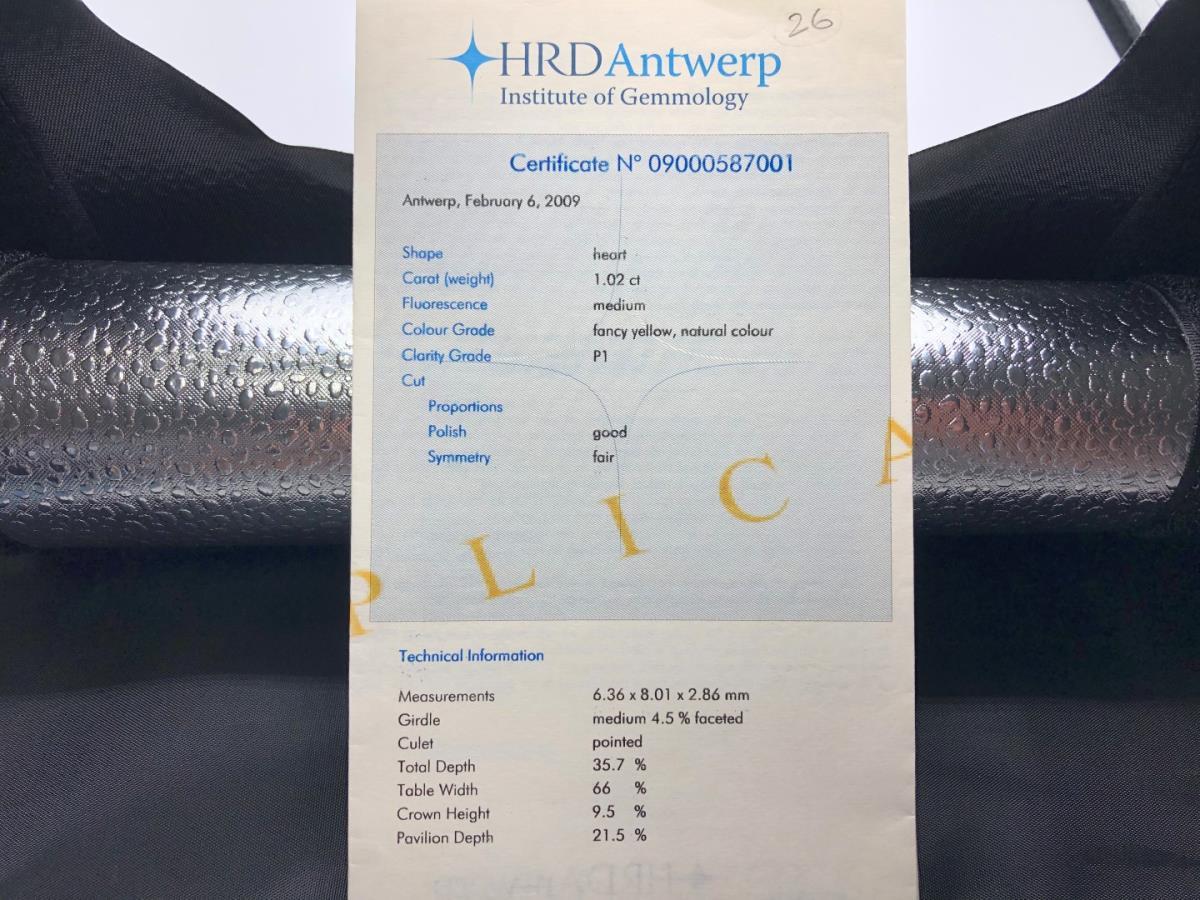 26
HRD Antwerp
Institute of Gemmology
Certificate N° 09000587001
Antwerp, February 6, 2009
Shape heart
Carat (weight) 1.02 ct
Fluorescence medium
Colour Grade fancy yellow, natural colour
Clarity Grade P1
Cut
Proportions
Polish good
Symmetry fair
P L I C A
Technical Information
Measurements 6.36 x 8.01 x 2.86 mm
Girdle medium 4.5 % faceted
Culet pointed
Total Depth 35.7 %
Table Width 66 %
Crown Height 9.5 %
Pavilion Depth 21.5 %